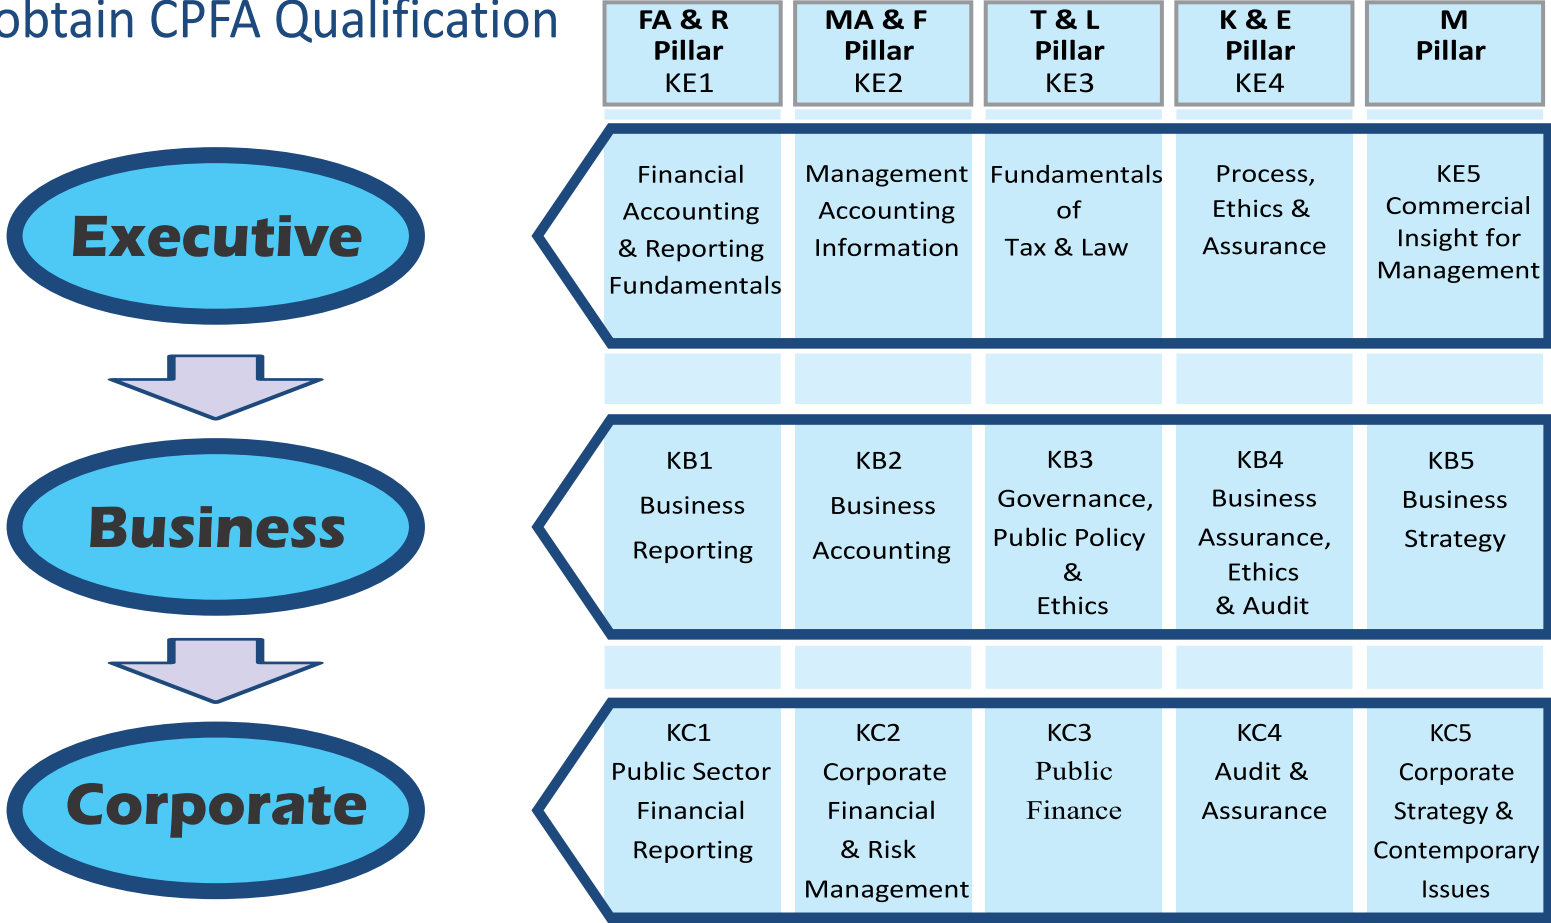 obtain CPFA Qualification
FA & R
Pillar
KE1
MA & F
Pillar
KE2
T & L
Pillar
KE3
K & E
Pillar
KE4
M
Pillar
Executive
Financial
Accounting
& Reporting
Fundamentals
Management
Accounting
Information
Fundamentals
of
Tax & Law
Process,
Ethics &
Assurance
KE5
Commercial
Insight for
Management
Business
KB1
Business
Reporting
KB2
Business
Accounting
KB3
Governance,
Public Policy
&
Ethics
KB4
Business
Assurance,
Ethics
& Audit
KB5
Business
Strategy
Corporate
KC1
Public Sector
Financial
Reporting
KC2
Corporate
Financial
& Risk
Management
KC3
Public
Finance
KC4
Audit &
Assurance
KC5
Corporate
Strategy &
Contemporary
Issues